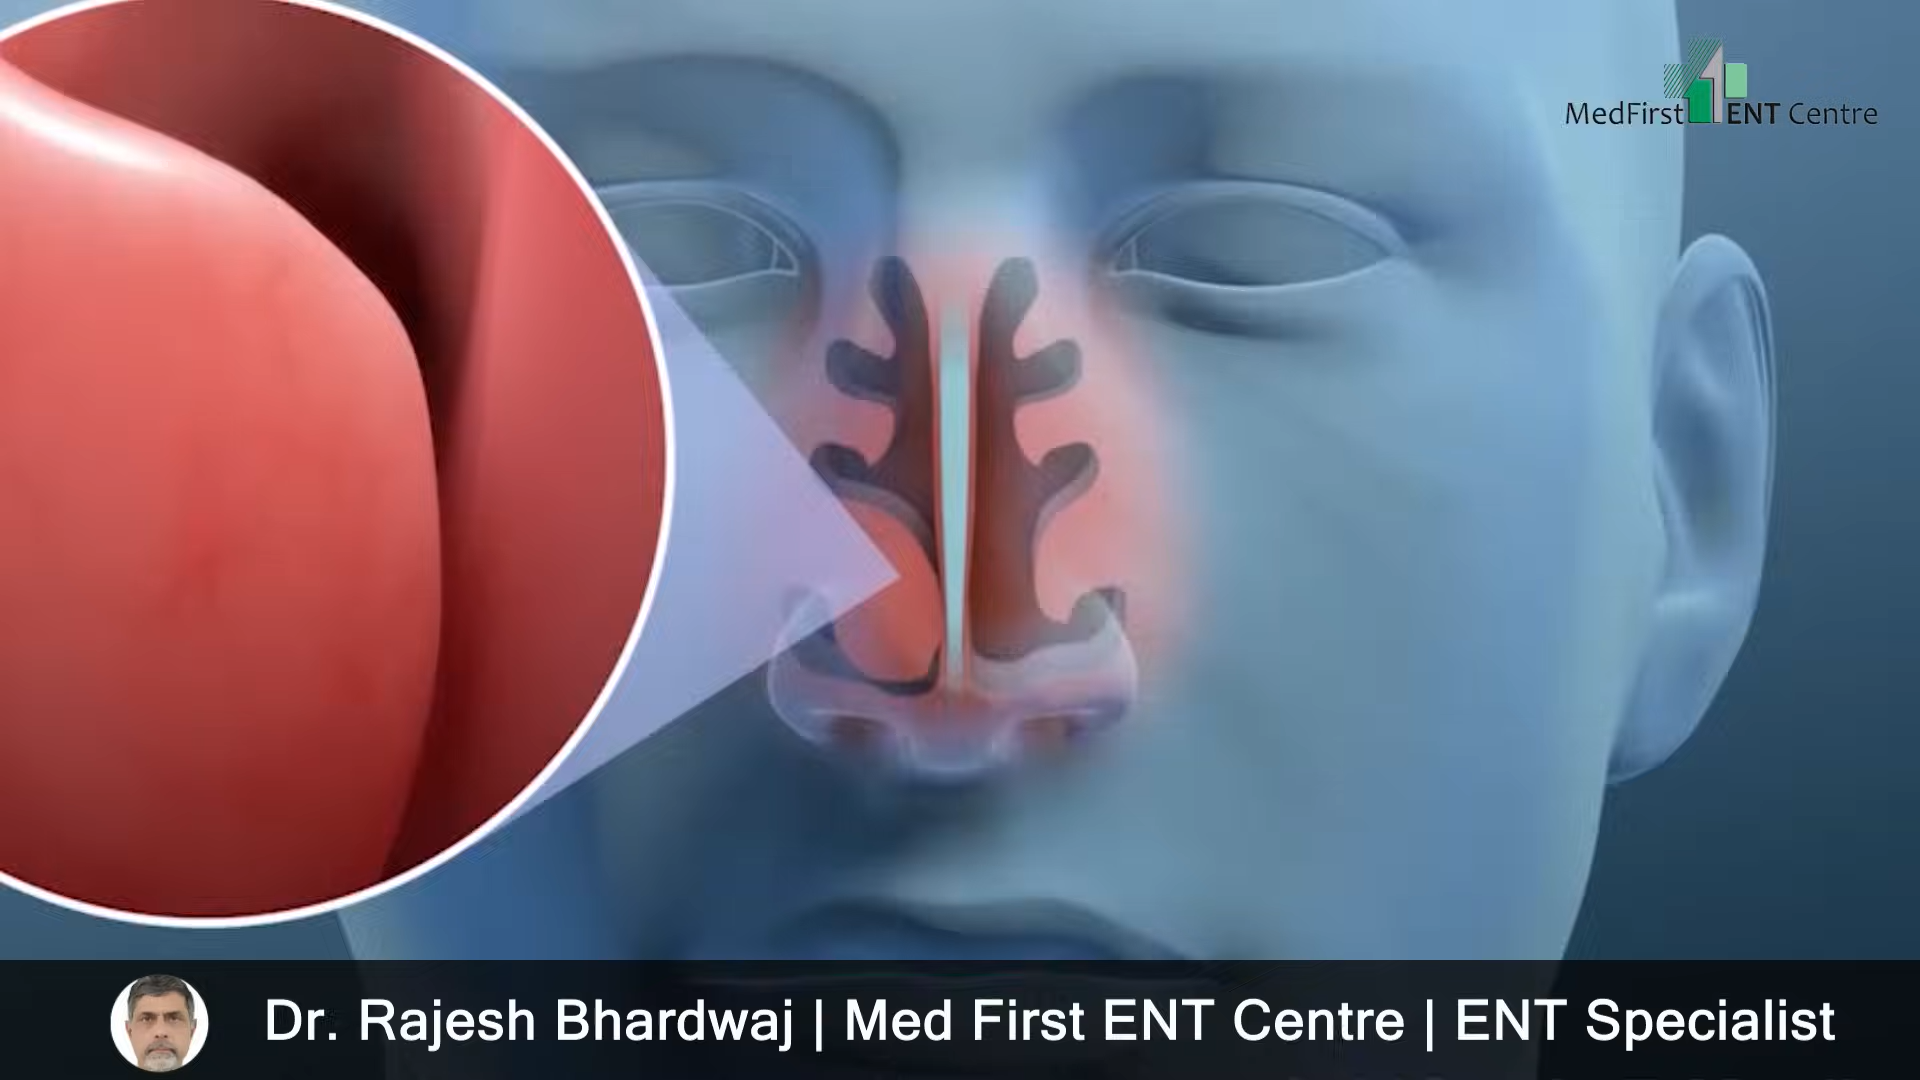 MedFirst ENT Centre
Dr. Rajesh Bhardwaj | Med First ENT Centre | ENT Specialist